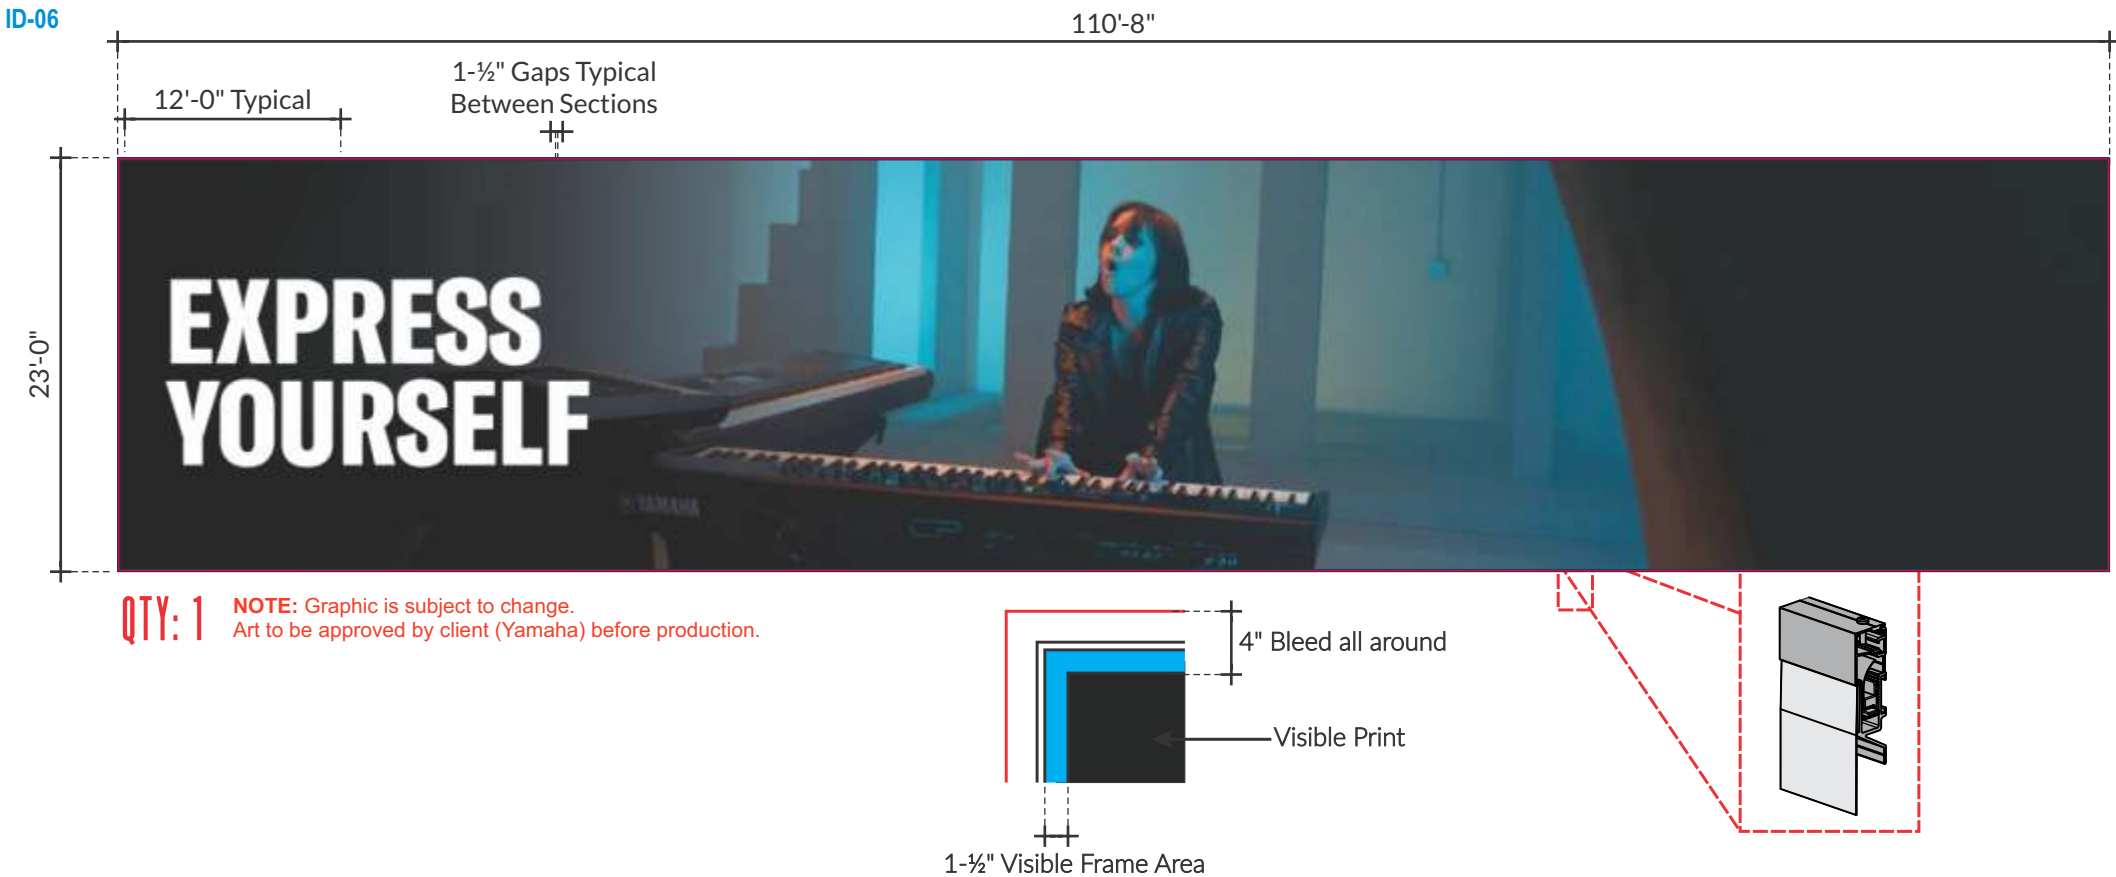 ID-06
110'-8"
1-½" Gaps Typical
Between Sections
12'-0" Typical
23'-0"
EXPRESS
YOURSELF
YAMAHA
QTY: 1
NOTE: Graphic is subject to change.
Art to be approved by client (Yamaha) before production.
4" Bleed all around
Visible Print
1-½" Visible Frame Area